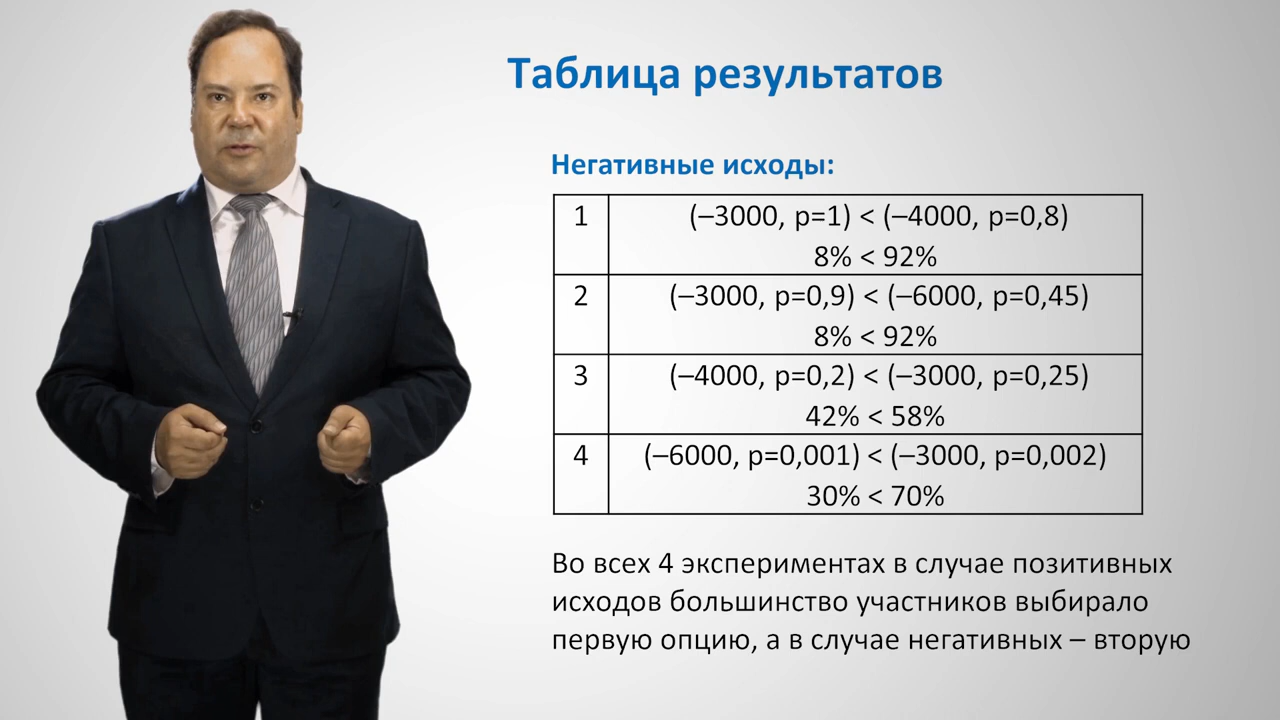 Таблица результатов
Негативные исходы:
1
(–3000, p=1) < (–4000, p=0,8)
8% < 92%
2
(–3000, p=0,9) < (–6000, p=0,45)
8% < 92%
3
(–4000, p=0,2) < (–3000, p=0,25)
42% < 58%
4
(–6000, p=0,001) < (–3000, p=0,002)
30% < 70%
Во всех 4 экспериментах в случае позитивных
исходов большинство участников выбирало
первую опцию, а в случае негативных – вторую